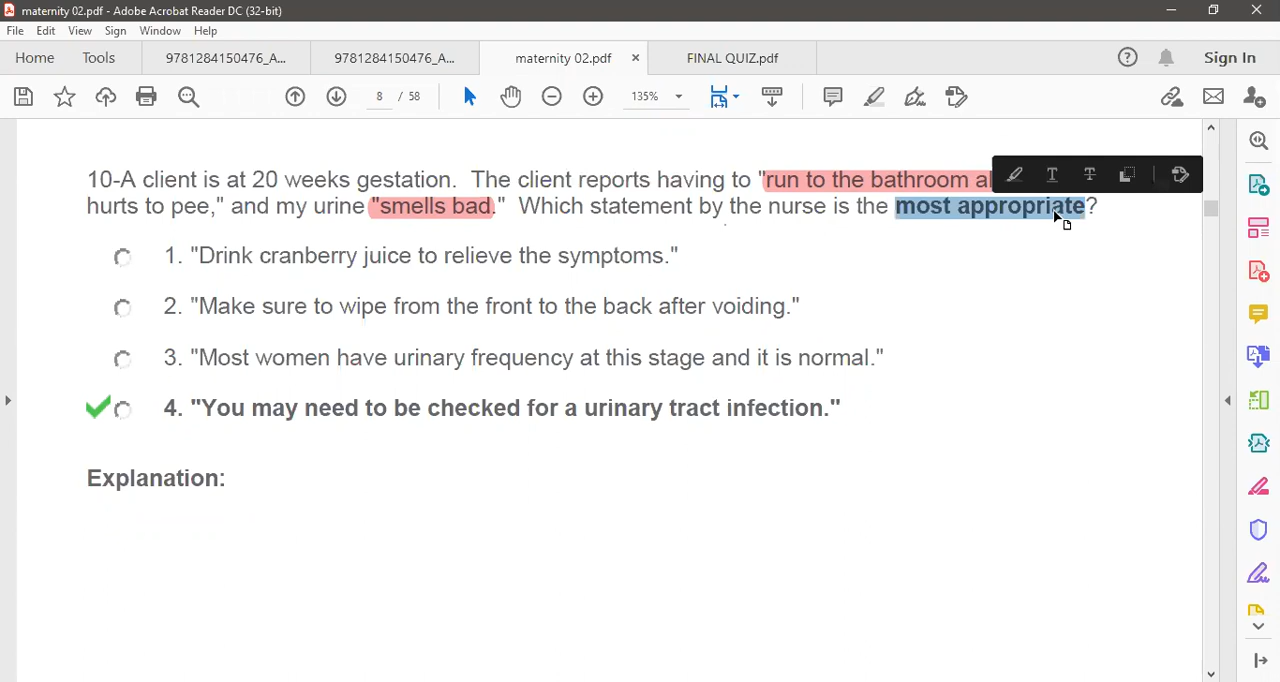 maternity 02.pdf - Adobe Acrobat Reader DC (32-bit)
File Edit View Sign Window Help
Home Tools 9781284150476_A... 9781284150476_A... maternity 02.pdf × FINAL QUIZ.pdf Sign In
8 / 58 135%
10-A client is at 20 weeks gestation. The client reports having to "run to the bathroom
hurts to pee," and my urine "smells bad." Which statement by the nurse is the most appropriate?
1. "Drink cranberry juice to relieve the symptoms."
2. "Make sure to wipe from the front to the back after voiding."
3. "Most women have urinary frequency at this stage and it is normal."
4. "You may need to be checked for a urinary tract infection."
Explanation: